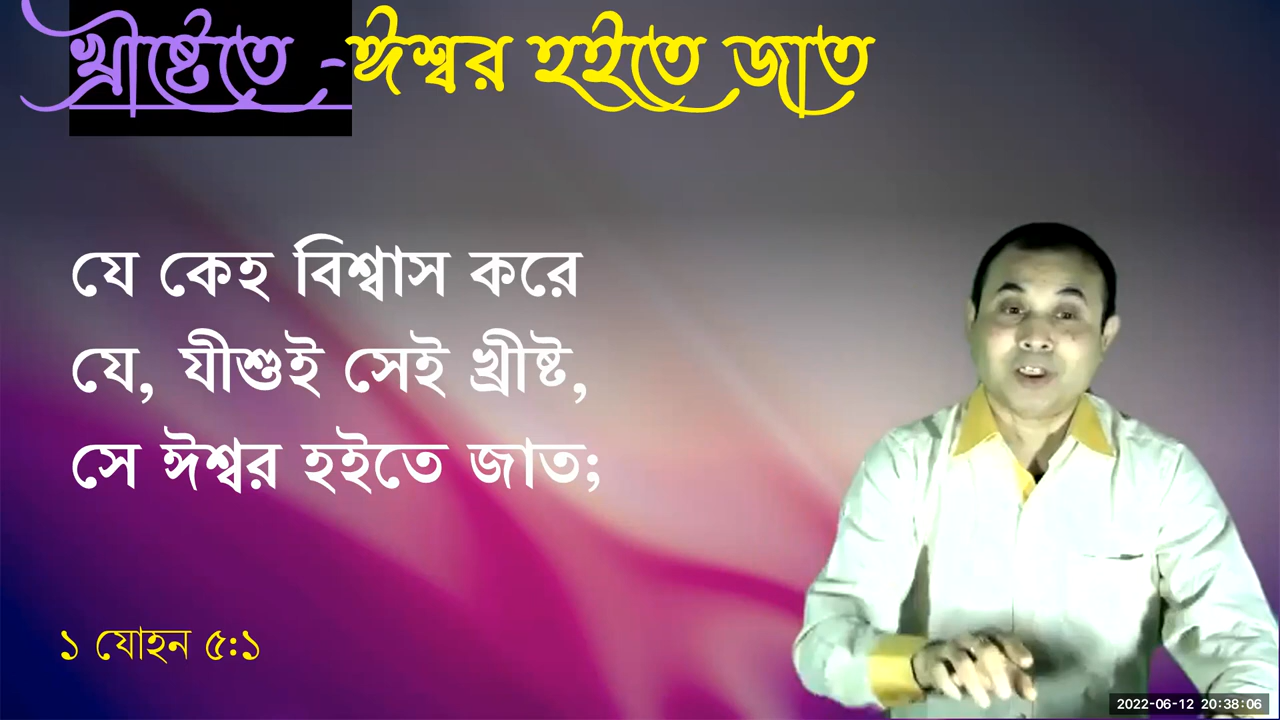 খ্রীষ্টেতে -ঈশ্বর হইতে জাত
যে কেহ বিশ্বাস করে
যে, যীশুই সেই খ্রীষ্ট,
সে ঈশ্বর হইতে জাত;
১ যোহন ৫:১
2022-06-12 20:38:06